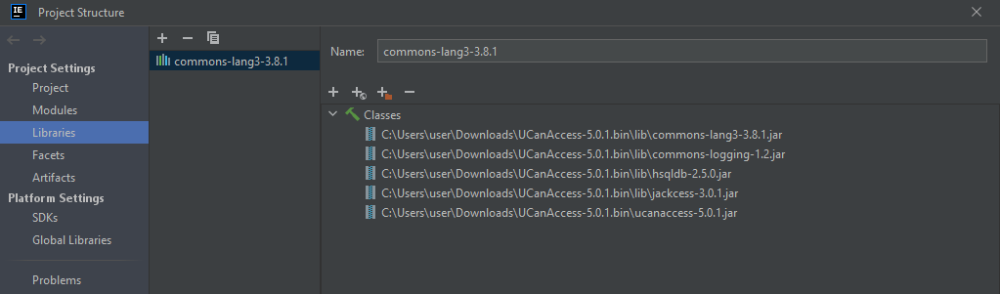 IE
Project Structure
Project Settings
Project
Modules
Libraries
Facets
Artifacts
Platform Settings
SDKs
Global Libraries
Problems
commons-lang3-3.8.1
Name: commons-lang3-3.8.1
Classes
C:\Users\user\Downloads\UCanAccess-5.0.1.bin\lib\commons-lang3-3.8.1.jar
C:\Users\user\Downloads\UCanAccess-5.0.1.bin\lib\commons-logging-1.2.jar
C:\Users\user\Downloads\UCanAccess-5.0.1.bin\lib\hsqldb-2.5.0.jar
C:\Users\user\Downloads\UCanAccess-5.0.1.bin\lib\jackcess-3.0.1.jar
C:\Users\user\Downloads\UCanAccess-5.0.1.bin\ucanaccess-5.0.1.jar